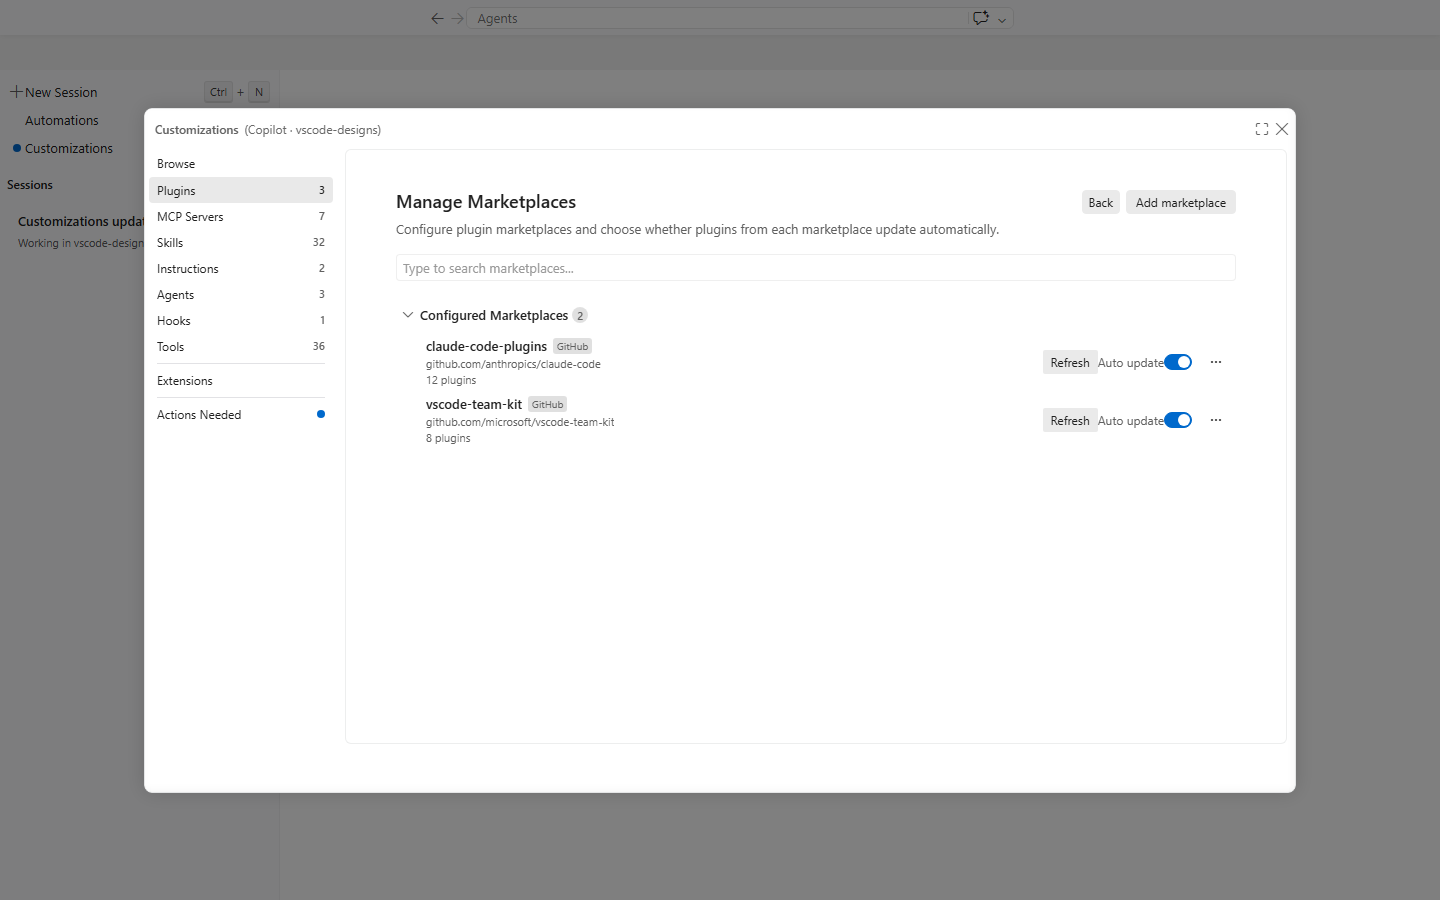 Agents
New Session Ctrl + N
Automations
Customizations
Sessions
Customizations updat
Working in vscode-design
Customizations (Copilot · vscode-designs)
Browse
Plugins 3
MCP Servers 7
Skills 32
Instructions 2
Agents 3
Hooks 1
Tools 36
Extensions
Actions Needed
Manage Marketplaces
Back Add marketplace
Configure plugin marketplaces and choose whether plugins from each marketplace update automatically.
Type to search marketplaces...
Configured Marketplaces 2
claude-code-plugins GitHub
github.com/anthropics/claude-code
12 plugins
Refresh Auto update ...
vscode-team-kit GitHub
github.com/microsoft/vscode-team-kit
8 plugins
Refresh Auto update ...